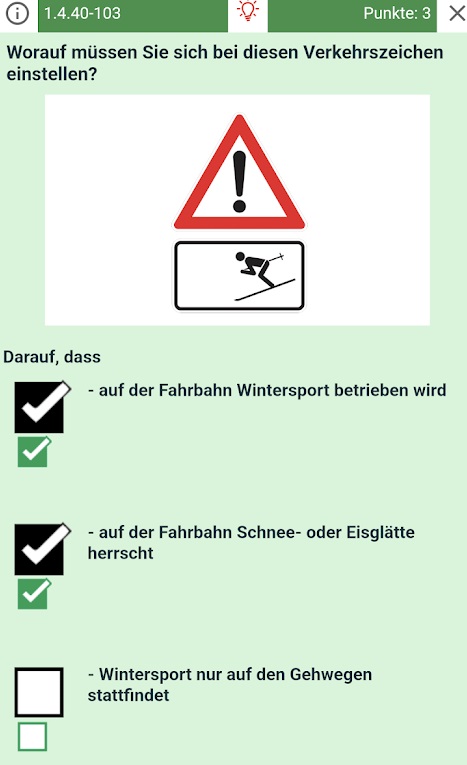 1.4.40-103
Punkte: 3
Worauf müssen Sie sich bei diesen Verkehrszeichen
einstellen?
Darauf, dass
- auf der Fahrbahn Wintersport betrieben wird
- auf der Fahrbahn Schnee- oder Eisglätte
herrscht
- Wintersport nur auf den Gehwegen
stattfindet